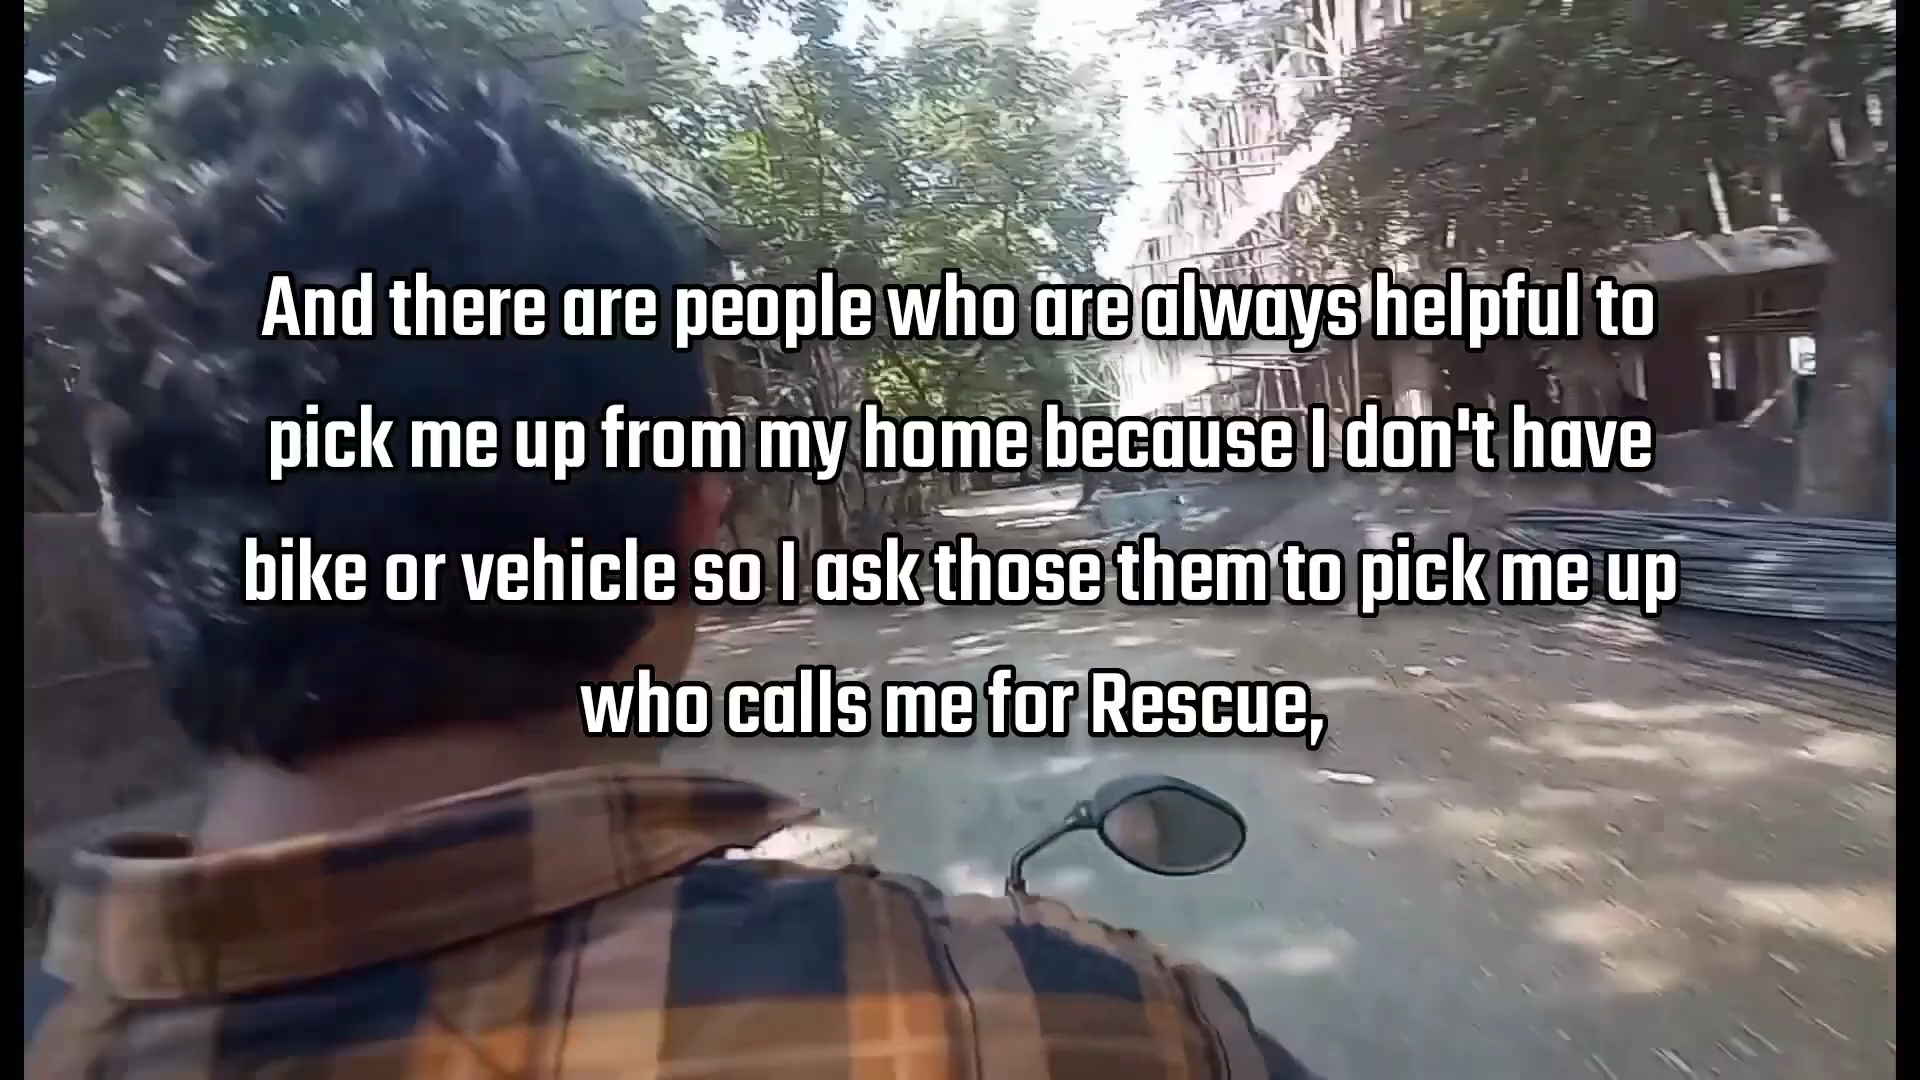 And there are people who are always helpful to
pick me up from my home because I don't have
bike or vehicle so I ask those them to pick me up
who calls me for Rescue,